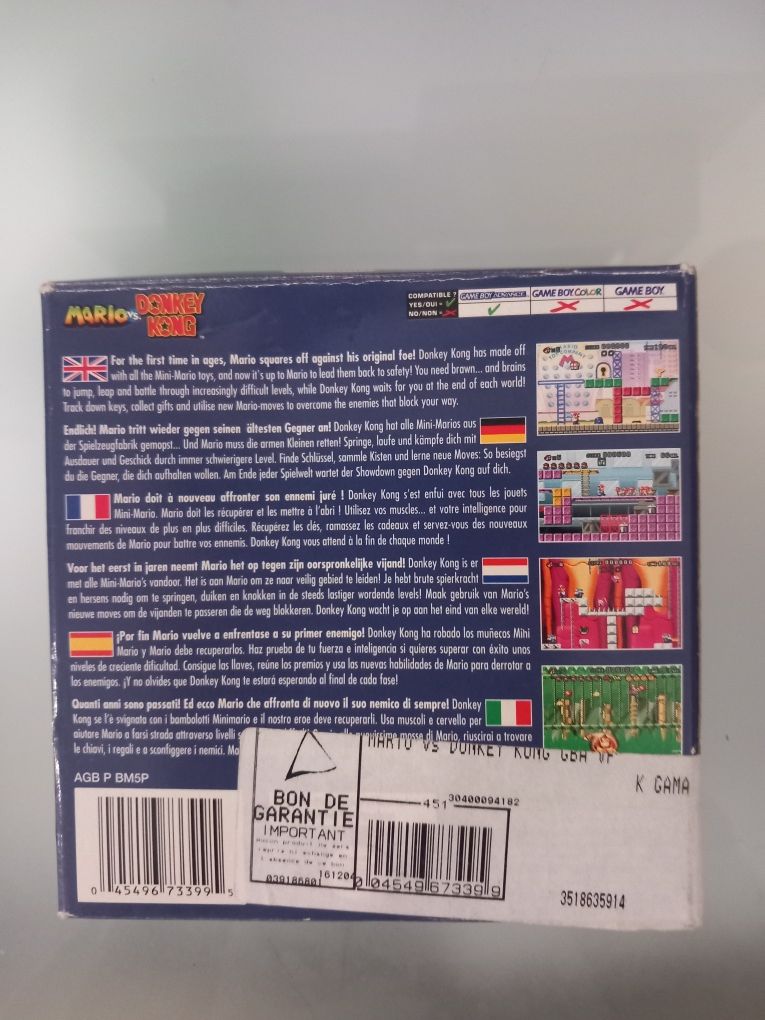 MARIO vs. DONKEY KONG
COMPATIBLE ?
YES/OUI -
NO/NON -
GAME BOY ADVANCE
GAME BOY COLOR
GAME BOY
For the first time in ages, Mario squares off against his original foe! Donkey Kong has made off
with all the Mini-Mario toys, and now it's up to Mario to lead them back to safety! You need brawn... and brains
to jump, leap and battle through increasingly difficult levels, while Donkey Kong waits for you at the end of each world!
Track down keys, collect gifts and utilise new Mario-moves to overcome the enemies that block your way.
Endlich! Mario tritt wieder gegen seinen ältesten Gegner an! Donkey Kong hat alle Mini-Marios aus
der Spielzeugfabrik gemopst... Und Mario muss die armen Kleinen retten! Springe, laufe und kämpfe dich mit
Ausdauer und Geschick durch immer schwierigere Level. Finde Schlüssel, sammle Kisten und lerne neue Moves: So besiegst
du die Gegner, die dich aufhalten wollen. Am Ende jeder Spielwelt wartet der Showdown gegen Donkey Kong auf dich.
Mario doit à nouveau affronter son ennemi juré ! Donkey Kong s'est enfui avec tous les jouets
Mini-Mario. Mario doit les récupérer et les mettre à l'abri ! Utilisez vos muscles... et votre intelligence pour
franchir des niveaux de plus en plus difficiles. Récupérez les clés, ramassez les cadeaux et servez-vous des nouveaux
mouvements de Mario pour battre vos ennemis. Donkey Kong vous attend à la fin de chaque monde !
Voor het eerst in jaren neemt Mario het op tegen zijn oorspronkelijke vijand! Donkey Kong is er
met alle Mini-Mario's vandoor. Het is aan Mario om ze naar veilig gebied te leiden! Je hebt brute spierkracht
en hersens nodig om te springen, duiken en knokken in de steeds lastiger wordende levels! Maak gebruik van Mario's
nieuwe moves om de vijanden te passeren die de weg blokkeren. Donkey Kong wacht je op aan het eind van elke wereld!
¡Por fin Mario vuelve a enfrentase a su primer enemigo! Donkey Kong ha robado los muñecos Mini
Mario y Mario debe recuperarlos. Haz prueba de tu fuerza e inteligencia si quieres superar con éxito unos
niveles de creciente dificultad. Consigue las llaves, reúne los premios y usa las nuevas habilidades de Mario para derrotar a
los enemigos. ¡Y no olvides que Donkey Kong te estará esperando al final de cada fase!
Quanti anni sono passati! Ed ecco Mario che affronta di nuovo il suo nemico di sempre! Donkey
Kong se l'è svignata con i bambolotti Minimario e il nostro eroe deve recuperarli. Usa muscoli e cervello per
aiutare Mario a farsi strada attraverso livelli mosse di Mario, riuscirai a trovare
le chiavi, i regali e a sconfiggere i nemici.
MARIO VS DONKEY KONG GBA VF
K GAMA
AGB P BM5P
BON DE
GARANTIE
IMPORTANT
451 30400094182
161204
039186801
0 45496 73399 5
0 04549 67339 9
3518635914